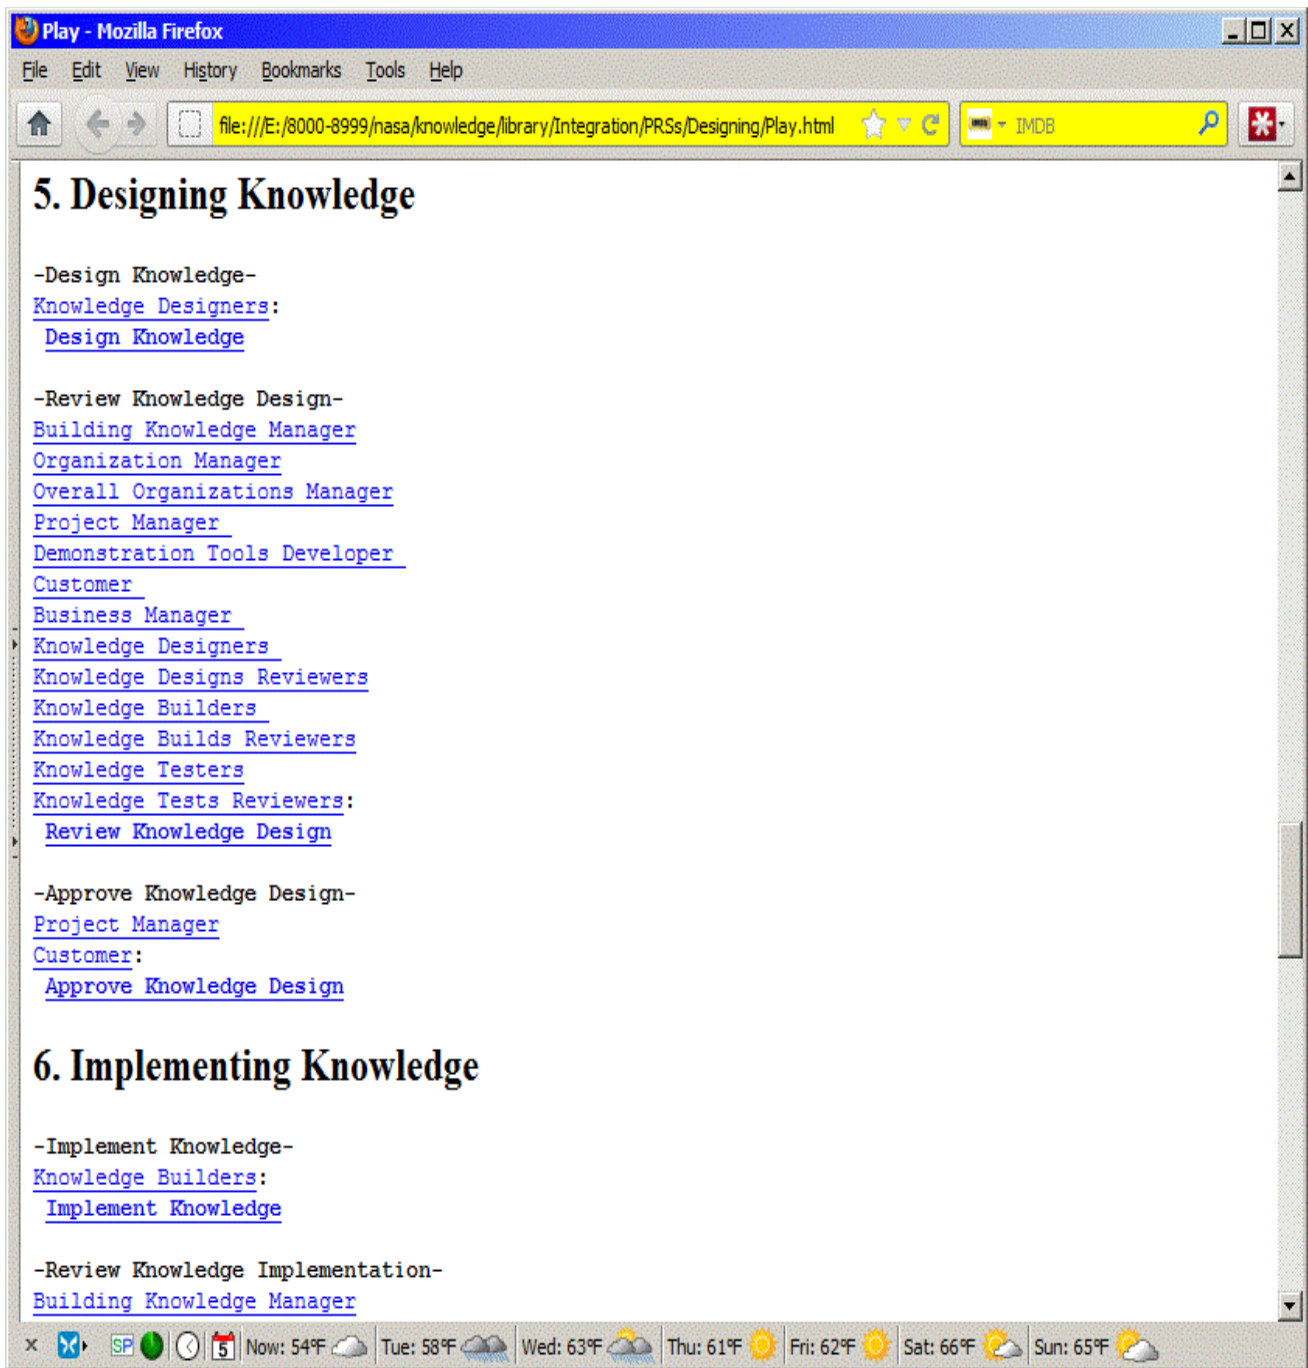 Play - Mozilla Firefox
File Edit View History Bookmarks Tools Help
file:///E:/8000-8999/nasa/knowledge/library/Integration/PRSs/Designing/Play.html IMDB
5. Designing Knowledge
-Design Knowledge-
Knowledge Designers:
Design Knowledge
-Review Knowledge Design-
Building Knowledge Manager
Organization Manager
Overall Organizations Manager
Project Manager
Demonstration Tools Developer
Customer
Business Manager
Knowledge Designers
Knowledge Designs Reviewers
Knowledge Builders
Knowledge Builds Reviewers
Knowledge Testers
Knowledge Tests Reviewers:
Review Knowledge Design
-Approve Knowledge Design-
Project Manager
Customer:
Approve Knowledge Design
6. Implementing Knowledge
-Implement Knowledge-
Knowledge Builders:
Implement Knowledge
-Review Knowledge Implementation-
Building Knowledge Manager
SP 5 Now: 54°F Tue: 58°F Wed: 63°F Thu: 61°F Fri: 62°F Sat: 66°F Sun: 65°F